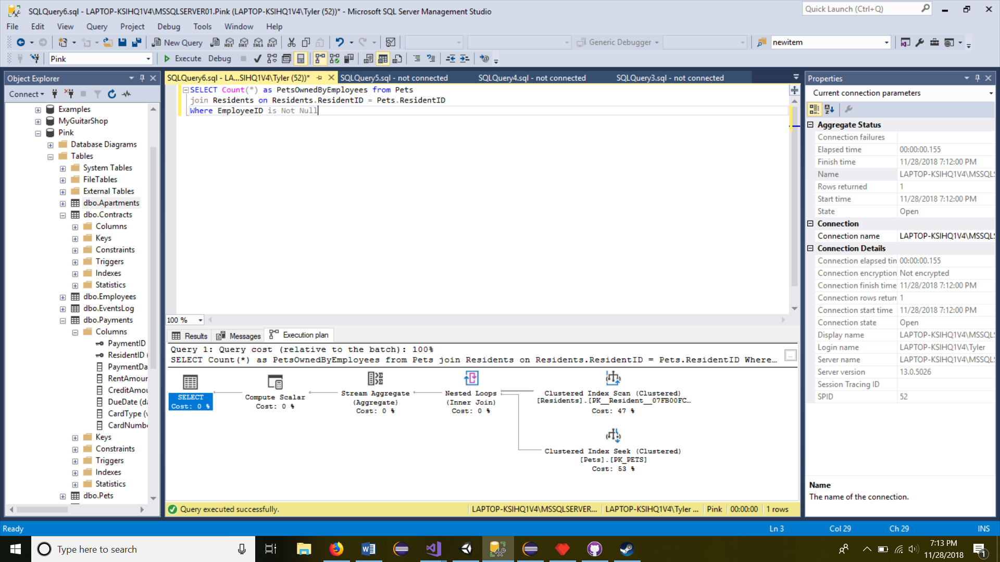 SQLQuery6.sql - LAPTOP-KSIHQ1V4\MSSQLSERVER01.Pink (LAPTOP-KSIHQ1V4\Tyler (52))* - Microsoft SQL Server Management Studio
Quick Launch (Ctrl+Q)
File Edit View Query Project Debug Tools Window Help
New Query MDX DMX XMLA DAX Generic Debugger newitem
Pink Execute Debug
Object Explorer
Connect
Examples
MyGuitarShop
Pink
Database Diagrams
Tables
System Tables
FileTables
External Tables
dbo.Apartments
dbo.Contracts
Columns
Keys
Constraints
Triggers
Indexes
Statistics
dbo.Employees
dbo.EventsLog
dbo.Payments
Columns
PaymentID
ResidentID (
PaymentDa
RentAmour
CreditAmou
DueDate (da
CardType (v
CardNumbe
Keys
Constraints
Triggers
Indexes
Statistics
dbo.Pets
SQLQuery6.sql - LA...SIHQ1V4\Tyler (52))* SQLQuery5.sql - not connected SQLQuery4.sql - not connected SQLQuery3.sql - not connected
SELECT Count(*) as PetsOwnedByEmployees from Pets
join Residents on Residents.ResidentID = Pets.ResidentID
Where EmployeeID is Not Null
100 %
Results Messages Execution plan
Query 1: Query cost (relative to the batch): 100%
SELECT Count(*) as PetsOwnedByEmployees from Pets join Residents on Residents.ResidentID = Pets.ResidentID Where...
SELECT
Cost: 0 %
Compute Scalar
Cost: 0 %
Stream Aggregate
(Aggregate)
Cost: 0 %
Nested Loops
(Inner Join)
Cost: 0 %
Clustered Index Scan (Clustered)
[Residents].[PK__Resident__07FB00FC...
Cost: 47 %
Clustered Index Seek (Clustered)
[Pets].[PK_PETS]
Cost: 53 %
Query executed successfully. LAPTOP-KSIHQ1V4\MSSQLSERVER... LAPTOP-KSIHQ1V4\Tyler ... Pink 00:00:00 1 rows
Properties
Current connection parameters
Aggregate Status
Connection failures
Elapsed time 00:00:00.155
Finish time 11/28/2018 7:12:00 PM
Name LAPTOP-KSIHQ1V4\MSSQL
Rows returned 1
Start time 11/28/2018 7:12:00 PM
State Open
Connection
Connection name LAPTOP-KSIHQ1V4\MSSQL
Connection Details
Connection elapsed tin 00:00:00.155
Connection encryption Not encrypted
Connection finish time 11/28/2018 7:12:00 PM
Connection rows returr 1
Connection start time 11/28/2018 7:12:00 PM
Connection state Open
Display name LAPTOP-KSIHQ1V4\MSSQL
Login name LAPTOP-KSIHQ1V4\Tyler
Server name LAPTOP-KSIHQ1V4\MSSQL
Server version 13.0.5026
Session Tracing ID
SPID 52
Name
The name of the connection.
Ready Ln 3 Col 29 Ch 29 INS
Type here to search
7:13 PM
11/28/2018
1